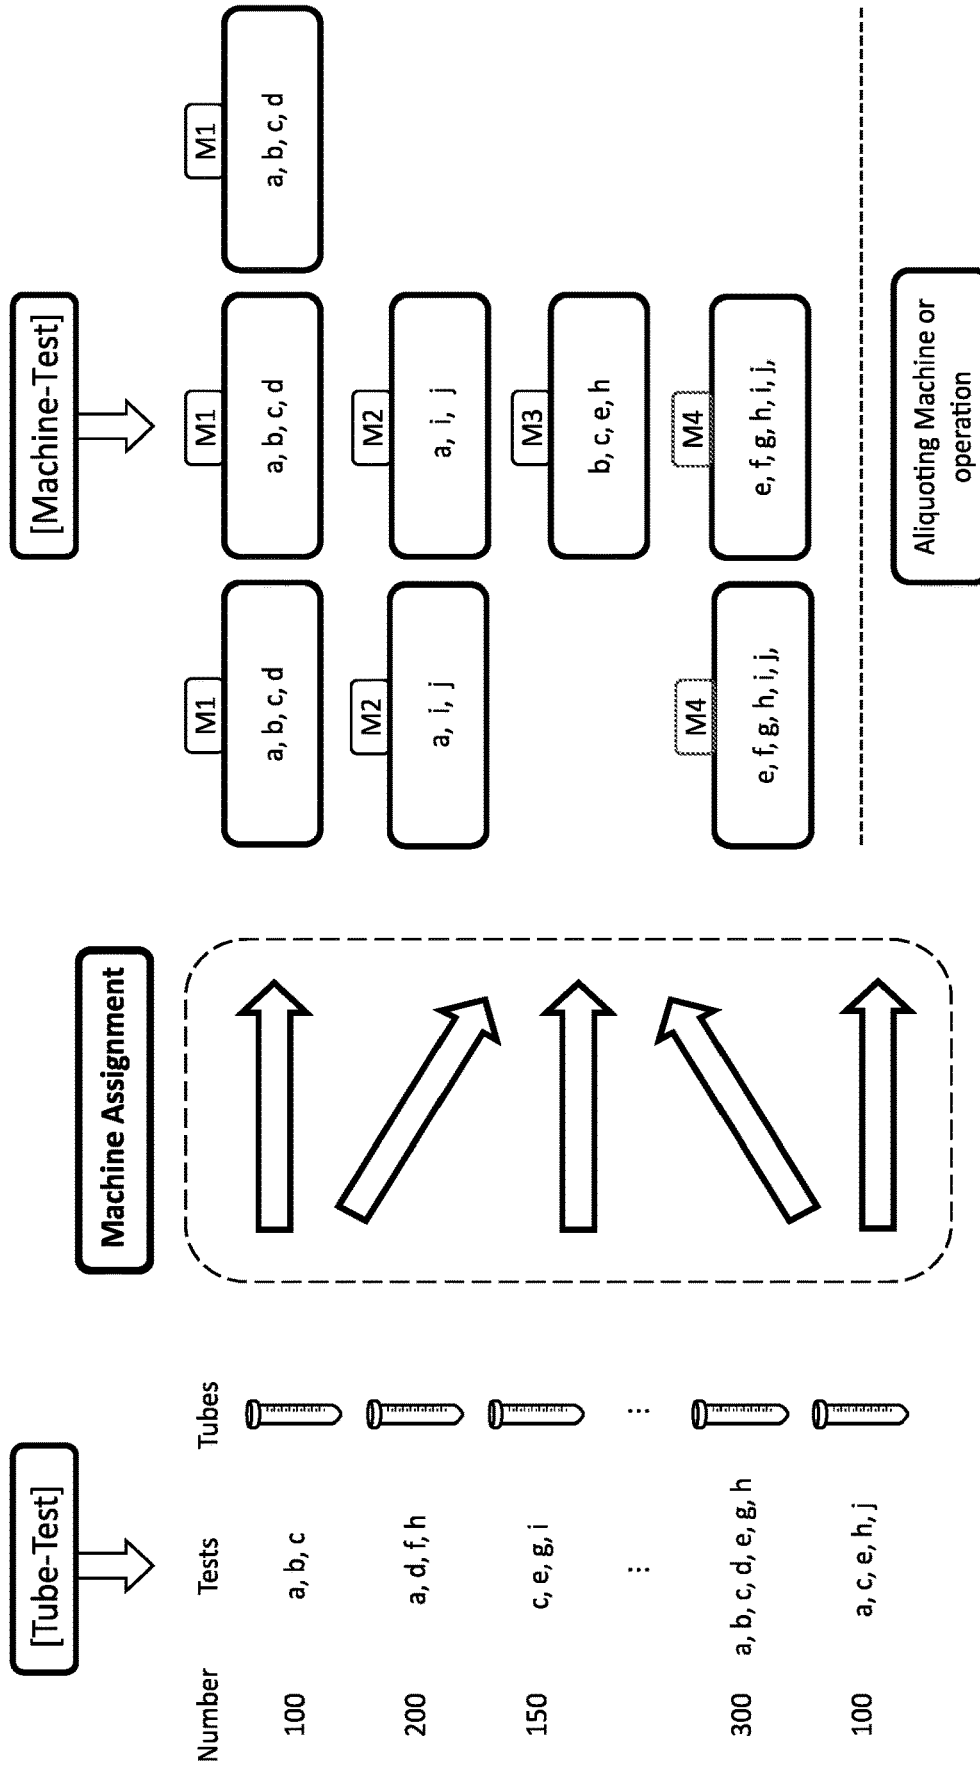 [Tube-Test]
Number
Tests
Tubes
100
a, b, c
200
a, d, f, h
150
c, e, g, i
...
...
300
a, b, c, d, e, g, h
100
a, c, e, h, j
Machine Assignment
[Machine-Test]
M1
a, b, c, d
M1
a, b, c, d
M1
a, b, c, d
M2
a, i, j
M2
a, i, j
M3
b, c, e, h
M4
e, f, g, h, i, j,
M4
e, f, g, h, i, j,
Aliquoting Machine or
operation